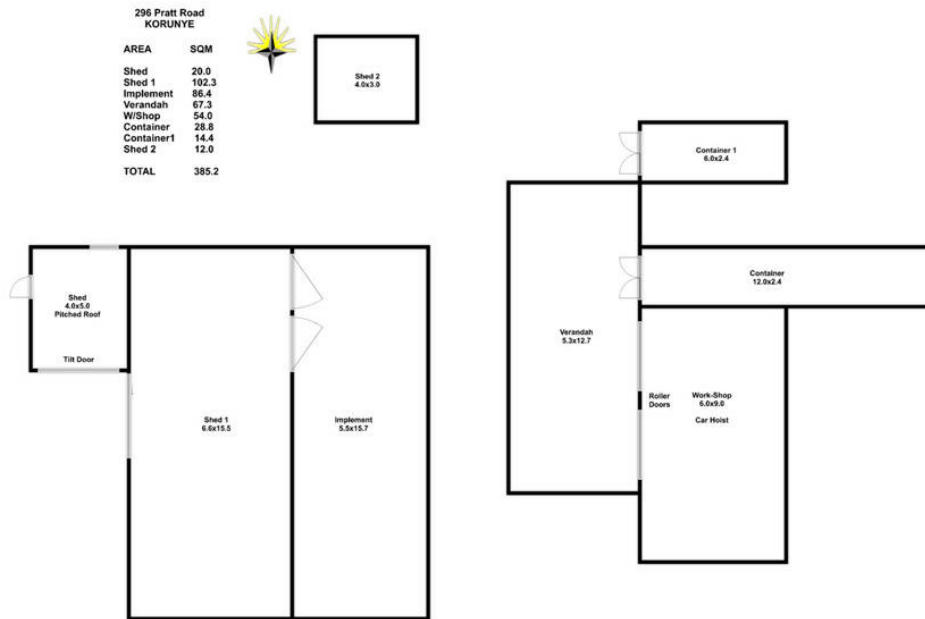 296 Pratt Road
KORUNYE
AREA SQM
Shed 20.0
Shed 1 102.3
Implement 86.4
Verandah 67.3
W/Shop 54.0
Container 28.8
Container1 14.4
Shed 2 12.0
TOTAL 385.2
Shed 2
4.0x3.0
Container 1
6.0x2.4
Container
12.0x2.4
Shed
4.0x5.0
Pitched Roof
Tilt Door
Verandah
5.3x12.7
Roller
Doors
Work-Shop
6.0x9.0
Car Hoist
Shed 1
6.6x15.5
Implement
5.5x15.7